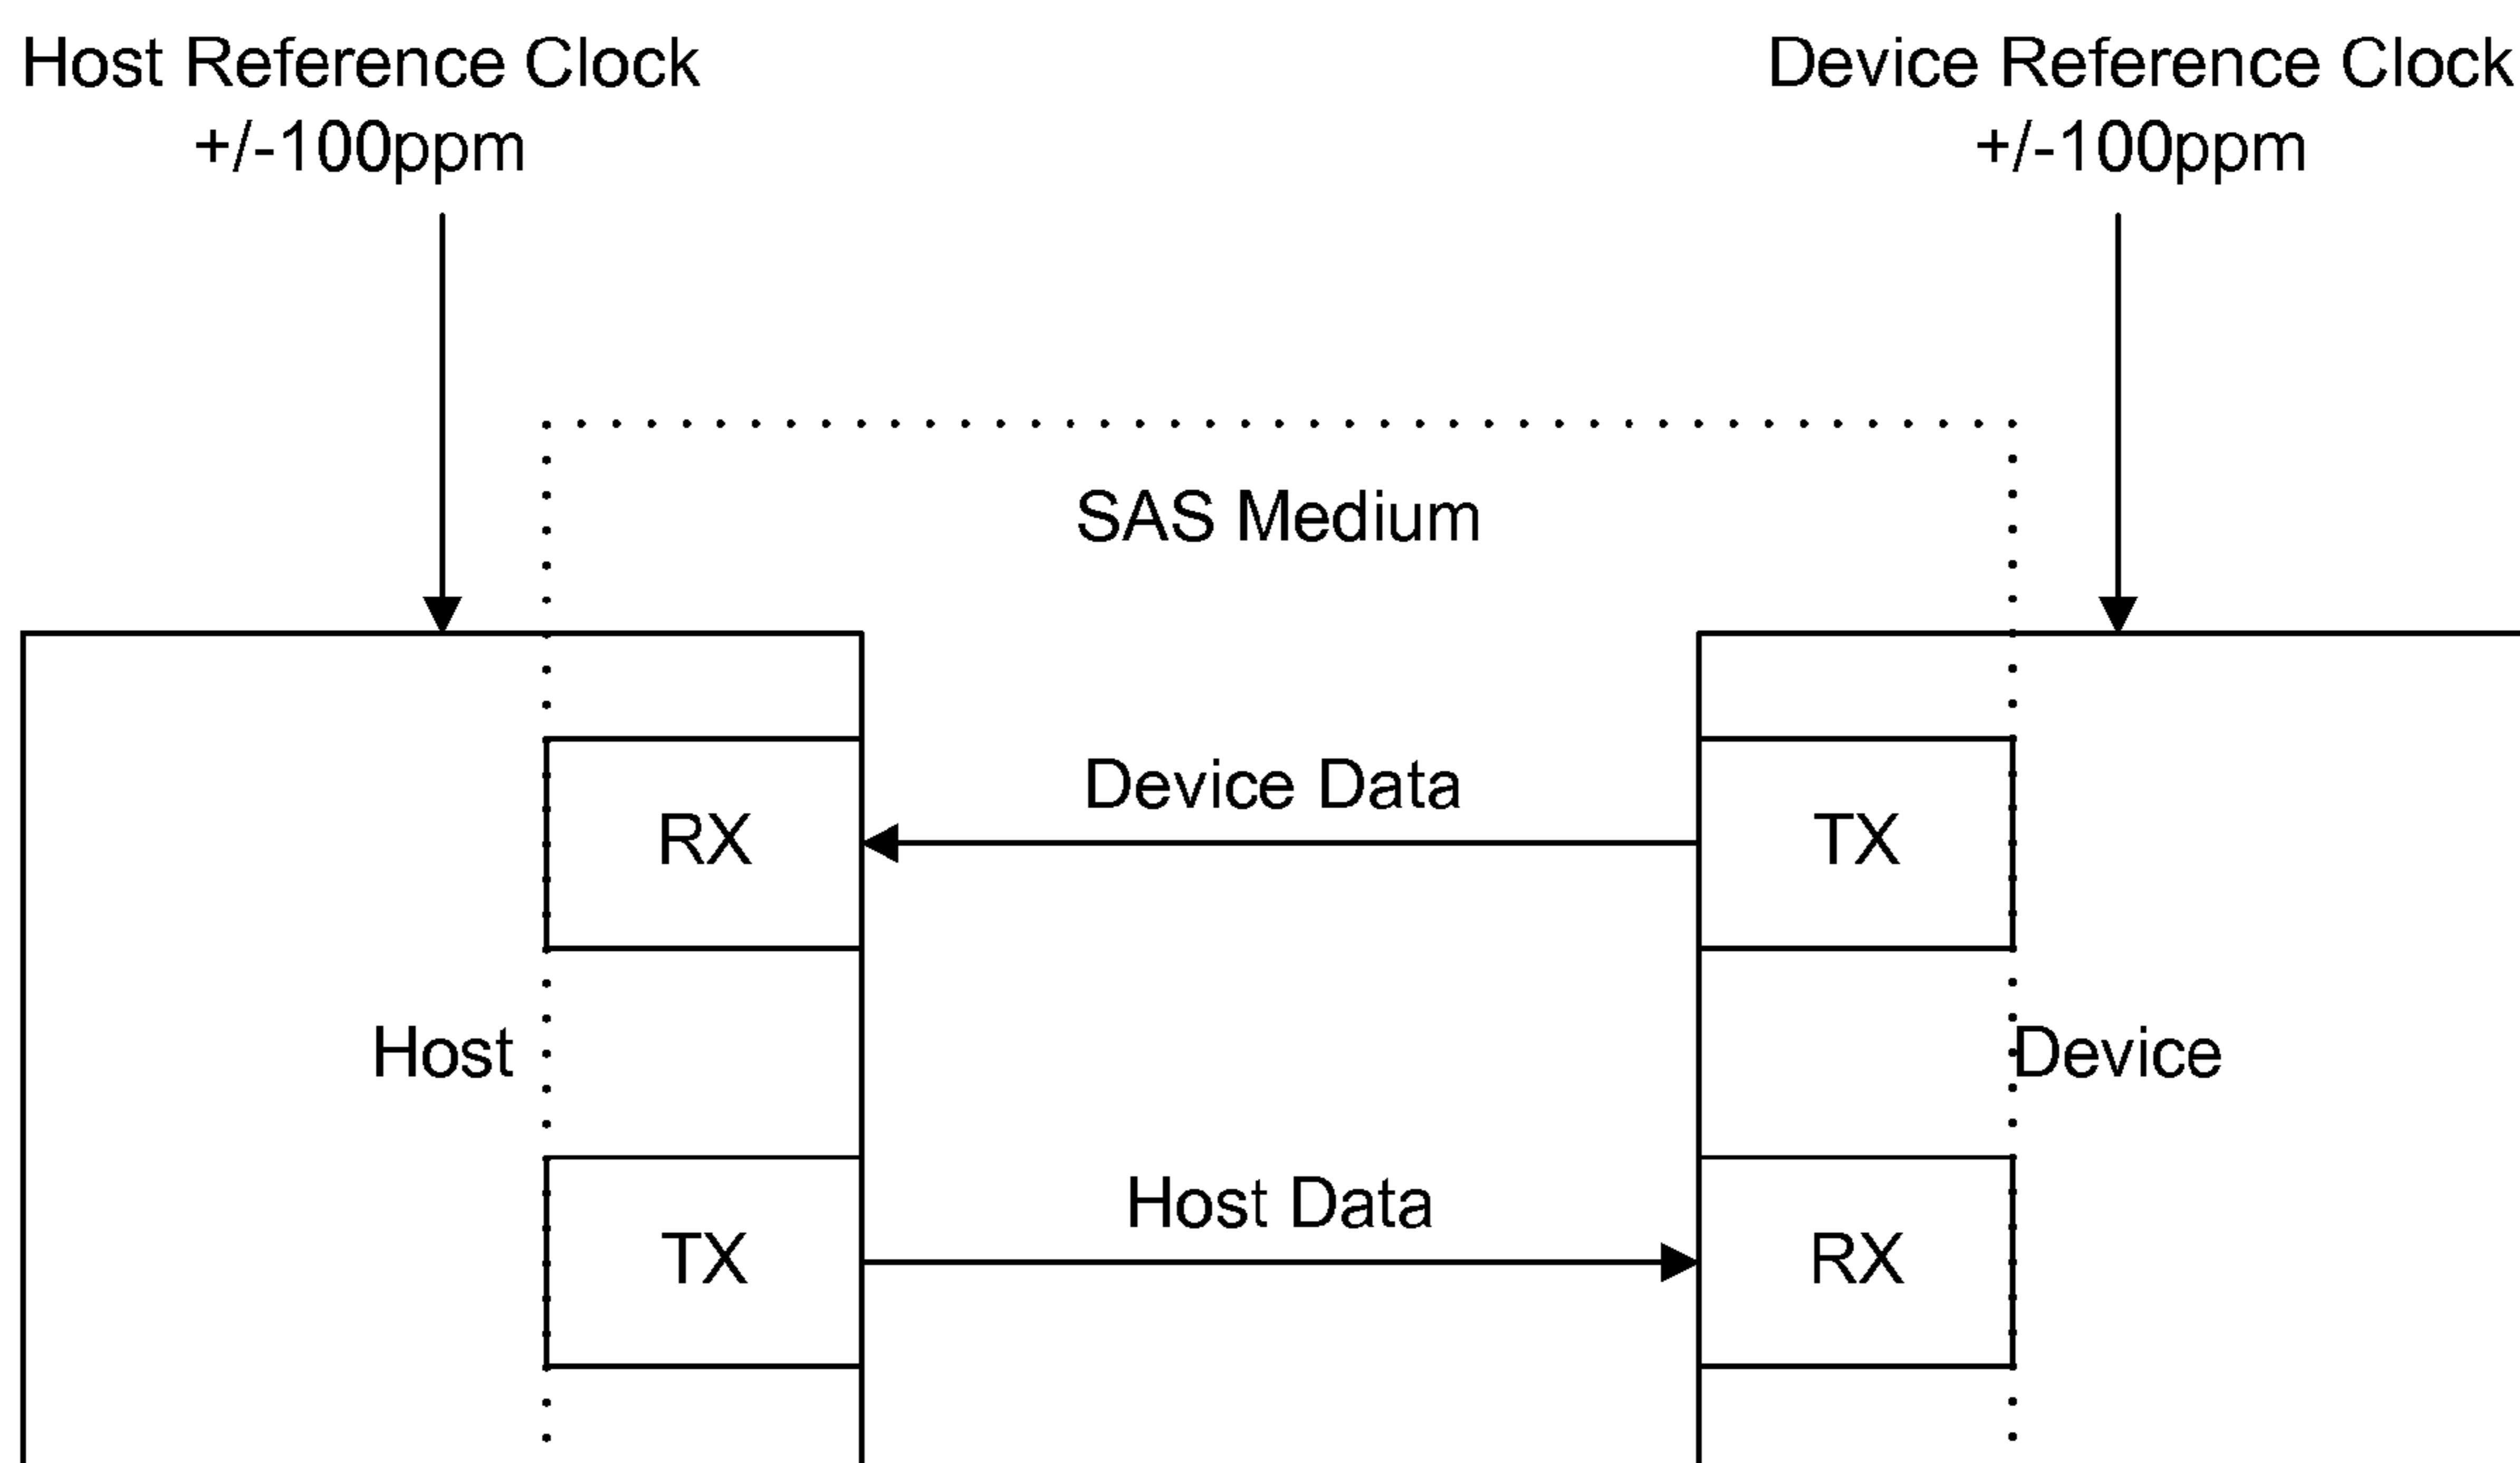 Host Reference Clock
+/-100ppm
Device Reference Clock
+/-100ppm
SAS Medium
Device Data
RX
TX
Host
Device
Host Data
TX
RX